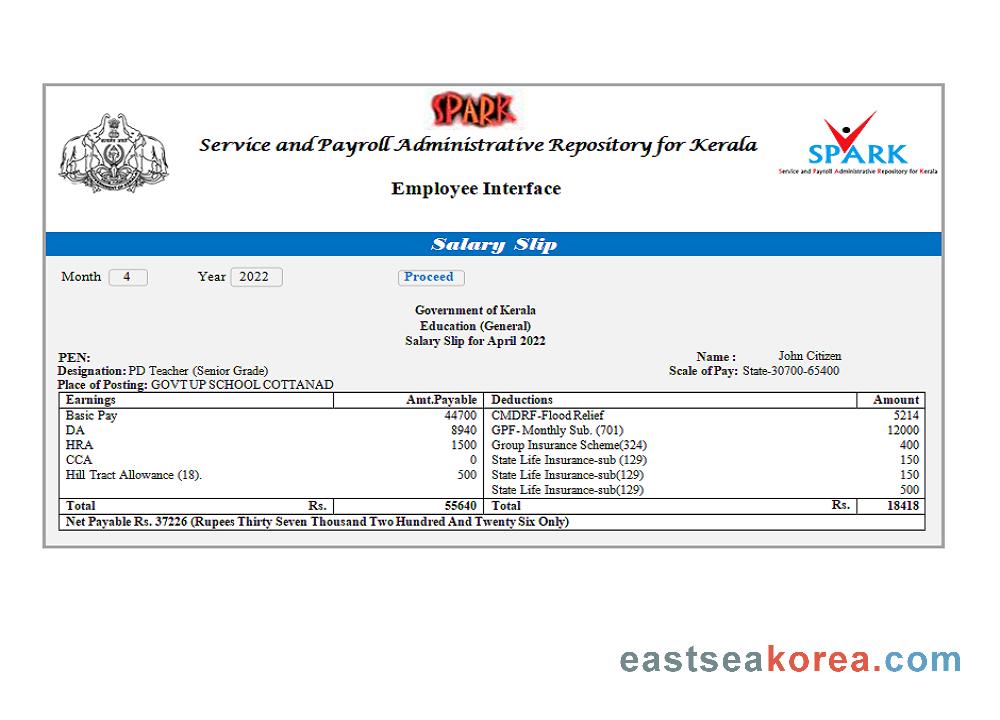 SPARK
Service and Payroll Administrative Repository for Kerala
SPARK
Service and Payroll Administrative Repository for Kerala
Employee Interface
Salary Slip
Month 4 Year 2022 Proceed
Government of Kerala
Education (General)
Salary Slip for April 2022
PEN: Name : John Citizen
Designation: PD Teacher (Senior Grade) Scale of Pay: State-30700-65400
Place of Posting: GOVT UP SCHOOL COTTANAD
Earnings Amt.Payable Deductions Amount
Basic Pay 44700 CMDRF-Flood Relief 5214
DA 8940 GPF- Monthly Sub. (701) 12000
HRA 1500 Group Insurance Scheme(324) 400
CCA 0 State Life Insurance-sub (129) 150
Hill Tract Allowance (18). 500 State Life Insurance-sub(129) 150
State Life Insurance-sub(129) 500
Total Rs. 55640 Total Rs. 18418
Net Payable Rs. 37226 (Rupees Thirty Seven Thousand Two Hundred And Twenty Six Only)
eastseakorea.com